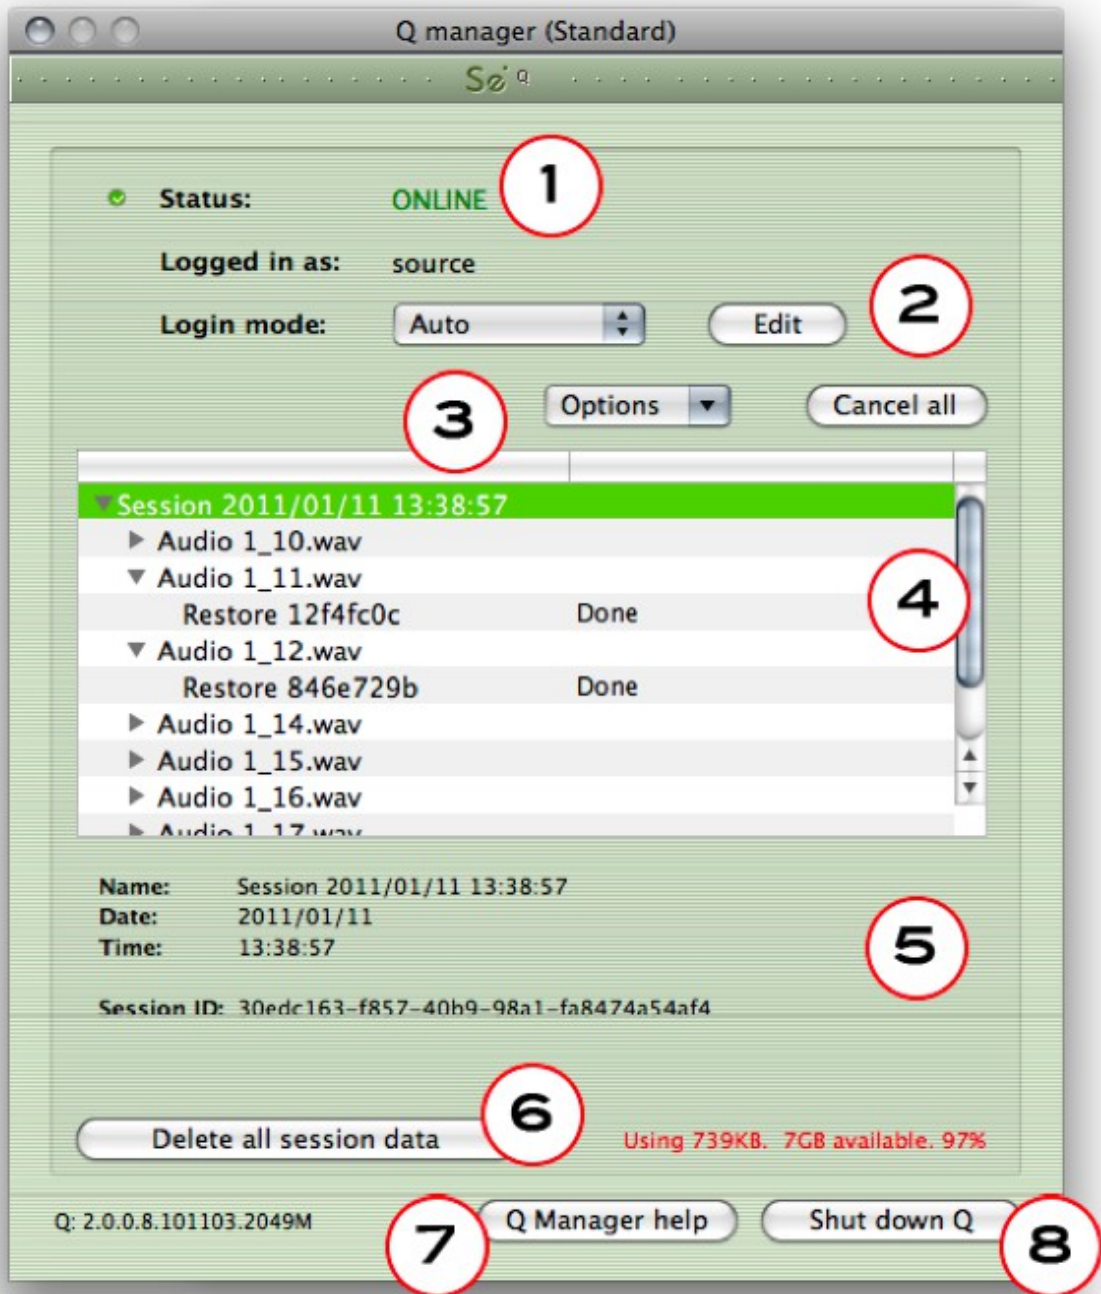 Q manager (Standard)
Se Q
Status: ONLINE 1
Logged in as: source
Login mode: Auto Edit 2
3 Options Cancel all
Session 2011/01/11 13:38:57
Audio 1_10.wav
Audio 1_11.wav
Restore 12f4fc0c Done 4
Audio 1_12.wav
Restore 846e729b Done
Audio 1_14.wav
Audio 1_15.wav
Audio 1_16.wav
Audio 1_17.wav
Name: Session 2011/01/11 13:38:57
Date: 2011/01/11
Time: 13:38:57 5
Session ID: 30edc163-f857-40b9-98a1-fa8474a54af4
Delete all session data 6 Using 739KB. 7GB available. 97%
Q: 2.0.0.8.101103.2049M 7 Q Manager help Shut down Q 8